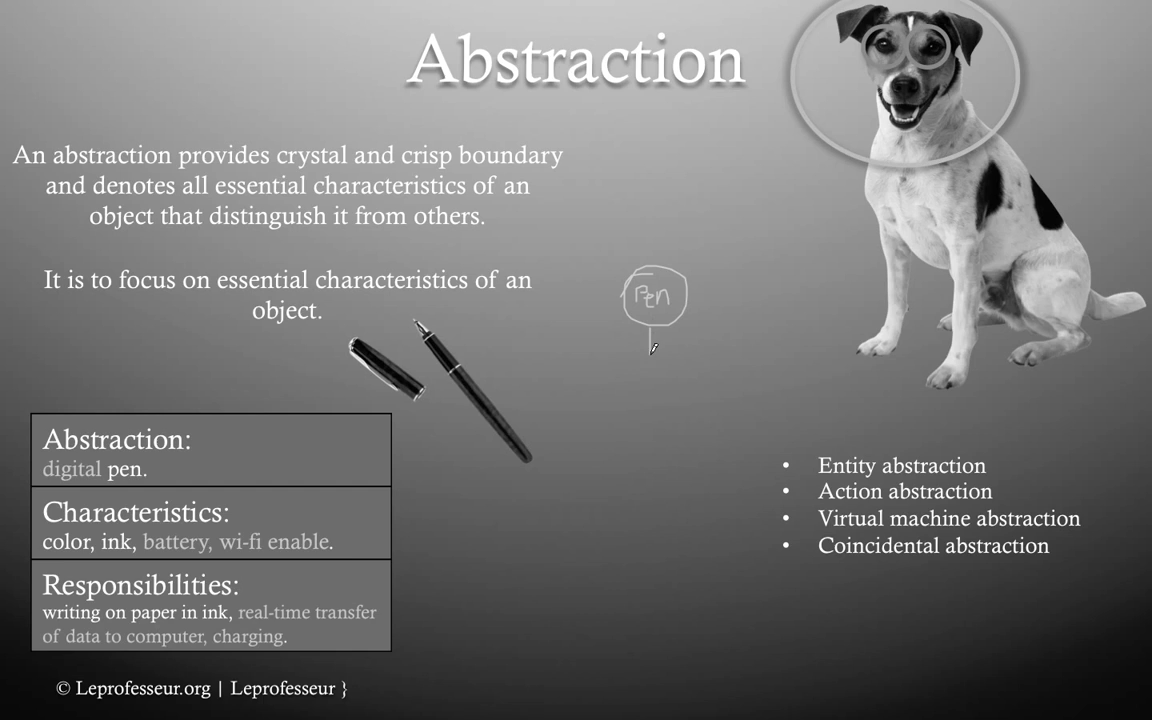 Abstraction
An abstraction provides crystal and crisp boundary
and denotes all essential characteristics of an
object that distinguish it from others.
It is to focus on essential characteristics of an
object.
Pen
Abstraction:
digital pen.
Characteristics:
color, ink, battery, wi-fi enable.
Responsibilities:
writing on paper in ink, real-time transfer
of data to computer, charging.
• Entity abstraction
• Action abstraction
• Virtual machine abstraction
• Coincidental abstraction
© Leprofesseur.org | Leprofesseur }